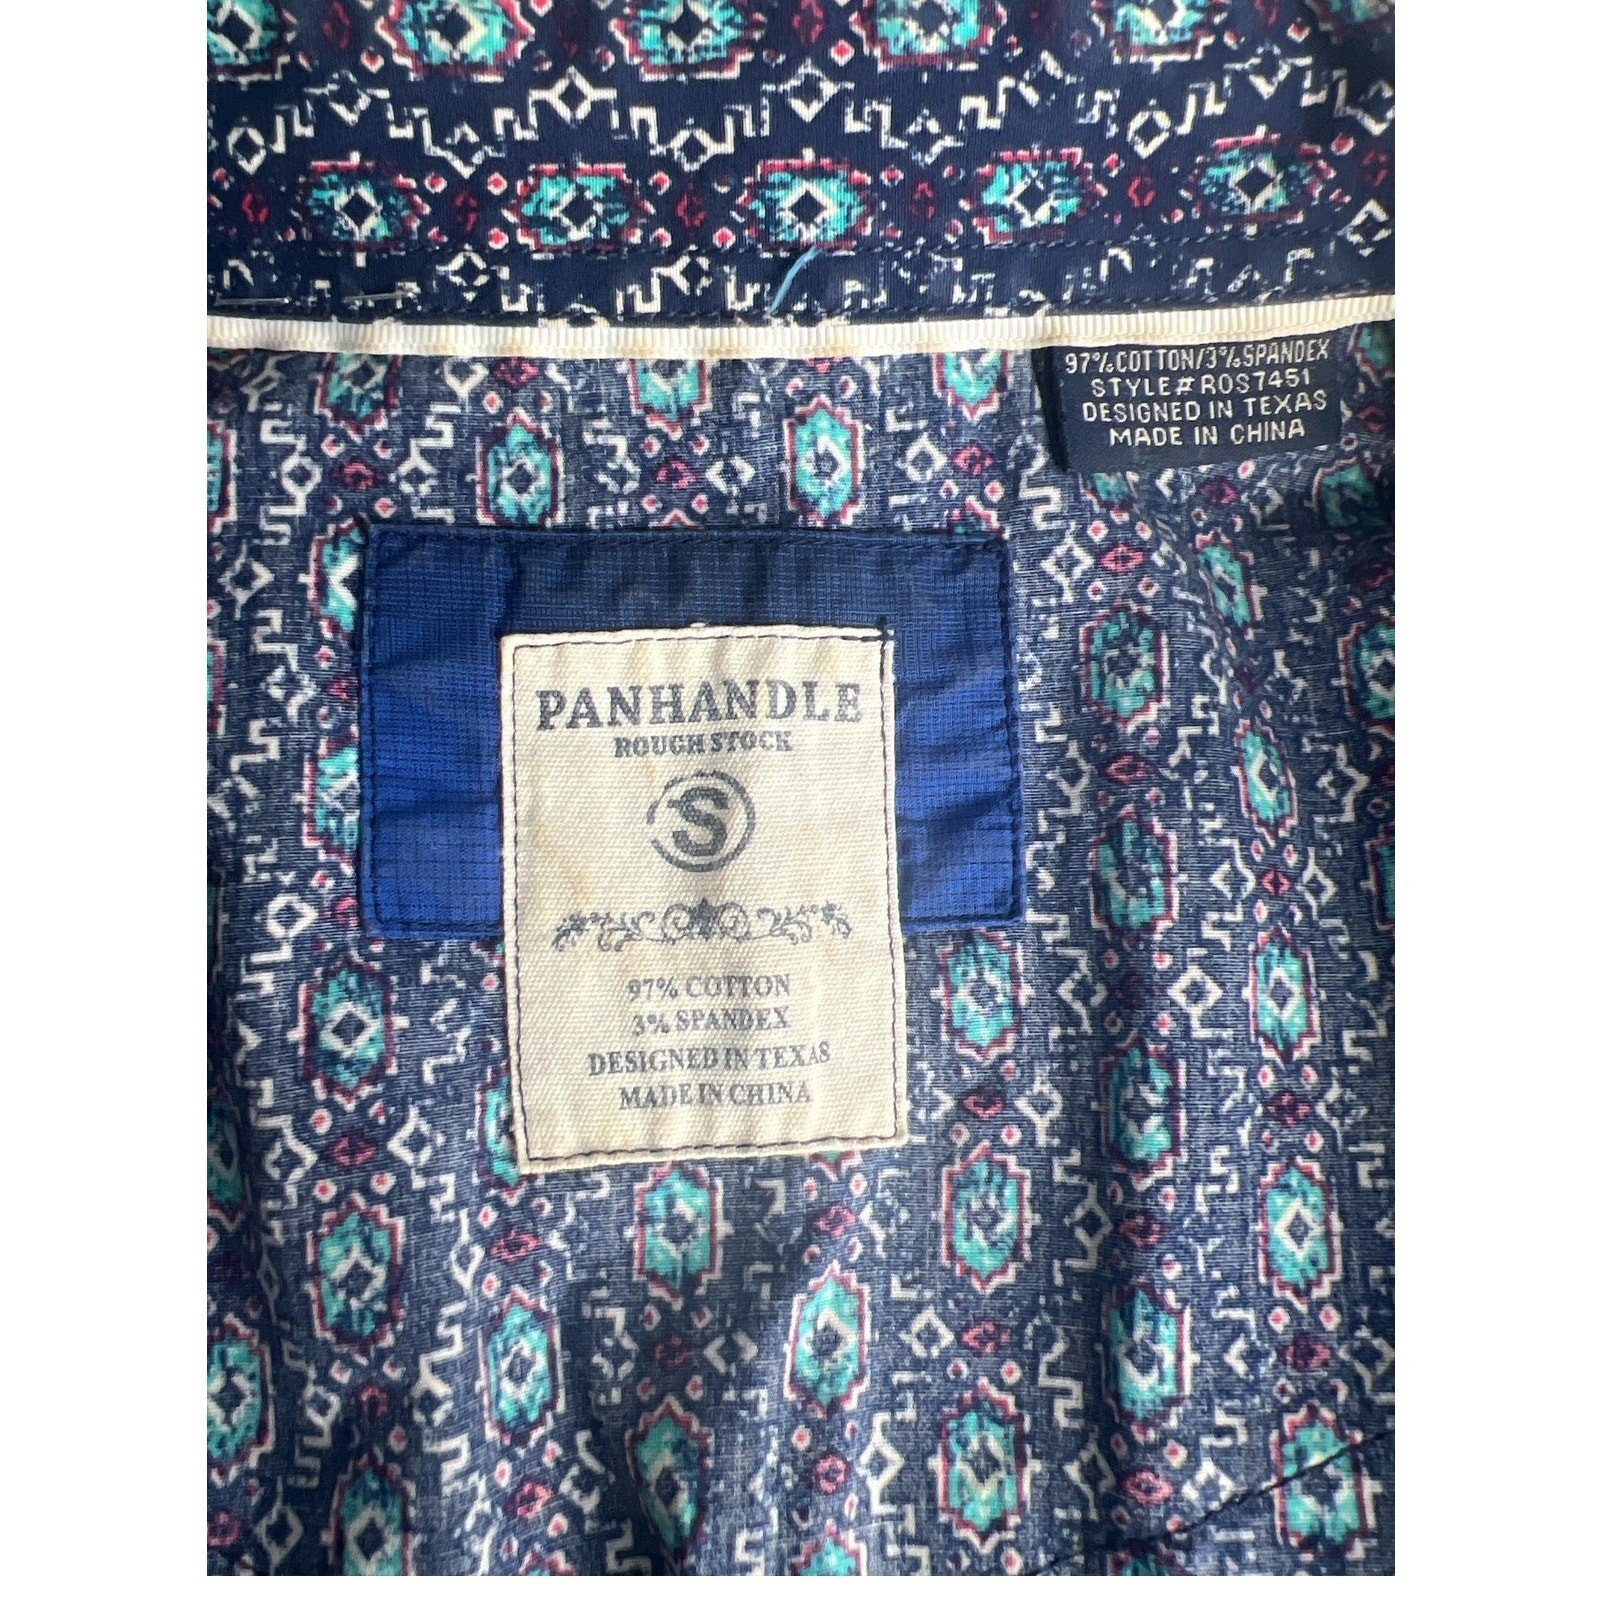 97% COTTON/3% SPANDEX
STYLE# ROS7451
DESIGNED IN TEXAS
MADE IN CHINA
PANHANDLE
ROUGH STOCK
S
97% COTTON
3% SPANDEX
DESIGNED IN TEXAS
MADE IN CHINA